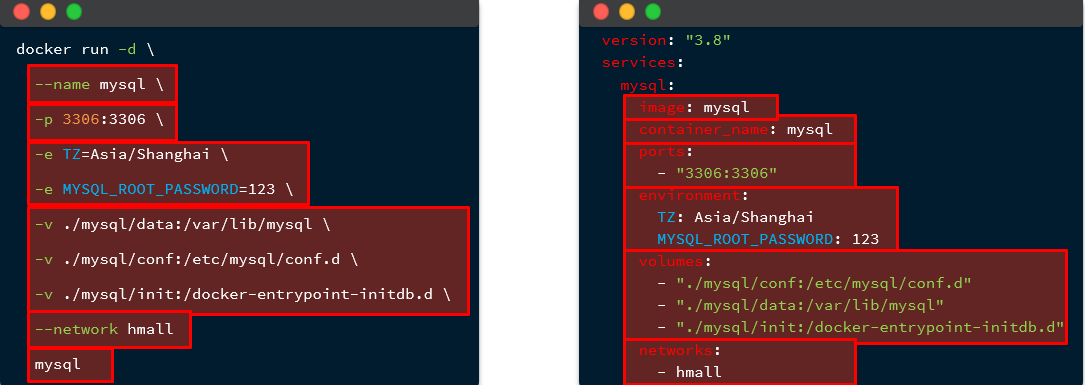 docker run -d \
--name mysql \
-p 3306:3306 \
-e TZ=Asia/Shanghai \
-e MYSQL_ROOT_PASSWORD=123 \
-v ./mysql/data:/var/lib/mysql \
-v ./mysql/conf:/etc/mysql/conf.d \
-v ./mysql/init:/docker-entrypoint-initdb.d \
--network hmall
mysql
version: "3.8"
services:
mysql:
image: mysql
container_name: mysql
ports:
- "3306:3306"
environment:
TZ: Asia/Shanghai
MYSQL_ROOT_PASSWORD: 123
volumes:
- "./mysql/conf:/etc/mysql/conf.d"
- "./mysql/data:/var/lib/mysql"
- "./mysql/init:/docker-entrypoint-initdb.d"
networks:
- hmall